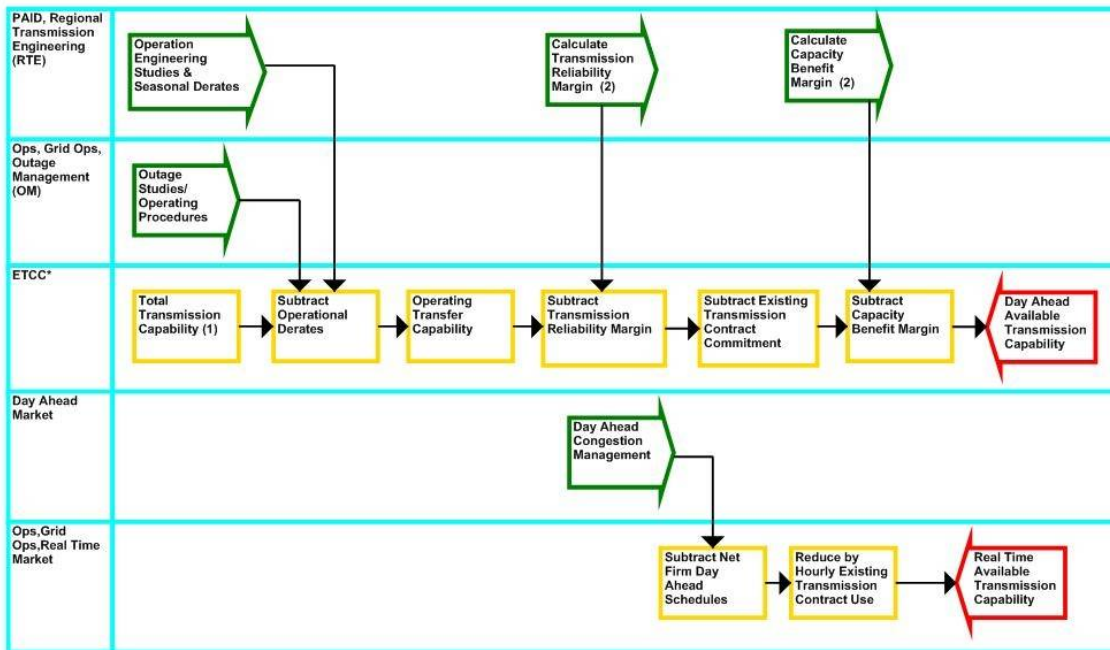 PAID, Regional
Transmission
Engineering
(RTE)
Operation
Engineering
Studies &
Seasonal Derates
Calculate
Transmission
Reliability
Margin (2)
Calculate
Capacity
Benefit
Margin (2)
Ops, Grid Ops,
Outage
Management
(OM)
Outage
Studies/
Operating
Procedures
ETCC*
Total
Transmission
Capability (1)
Subtract
Operational
Derates
Operating
Transfer
Capability
Subtract
Transmission
Reliability Margin
Subtract Existing
Transmission
Contract
Commitment
Subtract
Capacity
Benefit Margin
Day Ahead
Available
Transmission
Capability
Day Ahead
Market
Day Ahead
Congestion
Management
Ops,Grid
Ops,Real Time
Market
Subtract Net
Firm Day
Ahead
Schedules
Reduce by
Hourly Existing
Transmission
Contract Use
Real Time
Available
Transmission
Capability